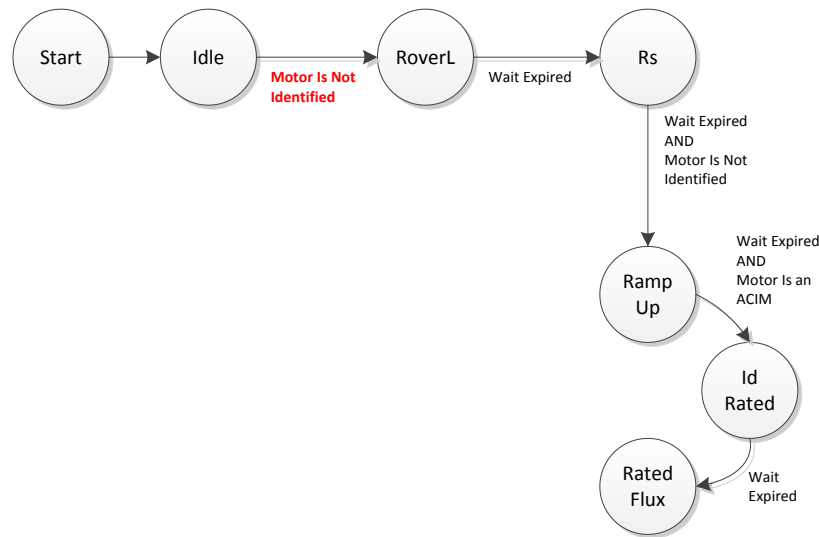 Start
Idle
Motor Is Not
Identified
RoverL
Wait Expired
Rs
Wait Expired
AND
Motor Is Not
Identified
Ramp
Up
Wait Expired
AND
Motor Is an
ACIM
Id
Rated
Wait
Expired
Rated
Flux